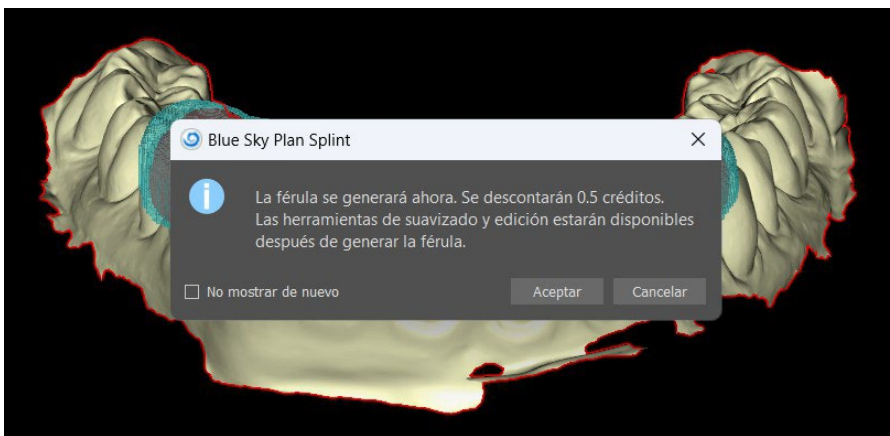 Blue Sky Plan Splint
La férula se generará ahora. Se descontarán 0.5 créditos.
Las herramientas de suavizado y edición estarán disponibles
después de generar la férula.
No mostrar de nuevo
Aceptar
Cancelar